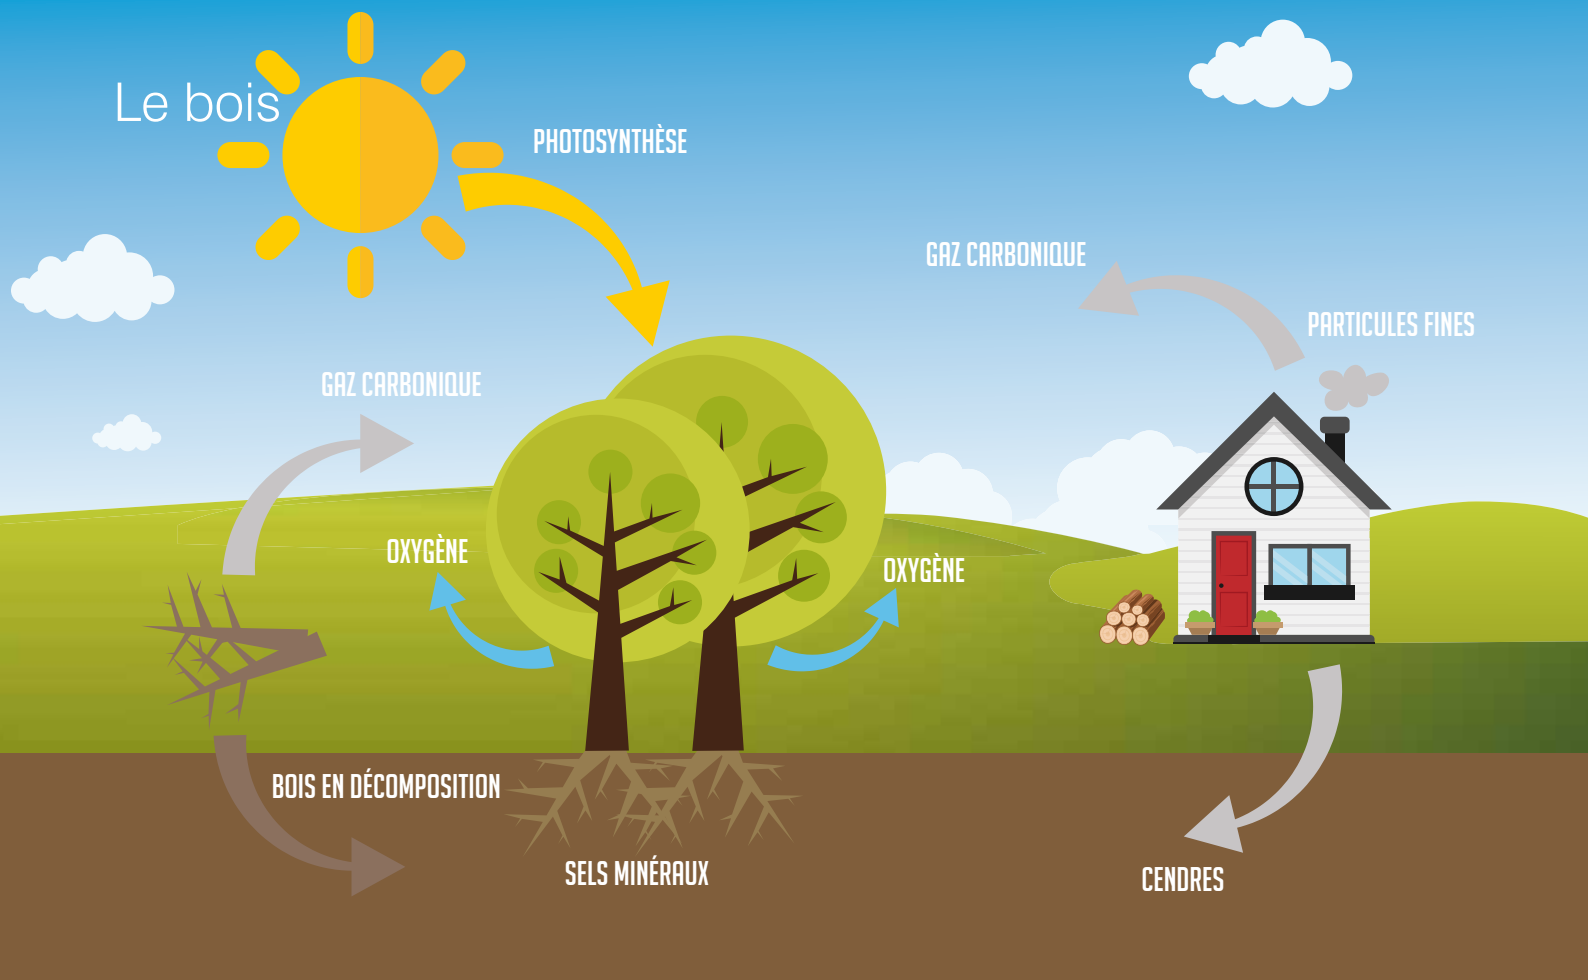 Le bois
PHOTOSYNTHÈSE
GAZ CARBONIQUE
PARTICULES FINES
GAZ CARBONIQUE
OXYGÈNE
OXYGÈNE
BOIS EN DÉCOMPOSITION
SELS MINÉRAUX
CENDRES